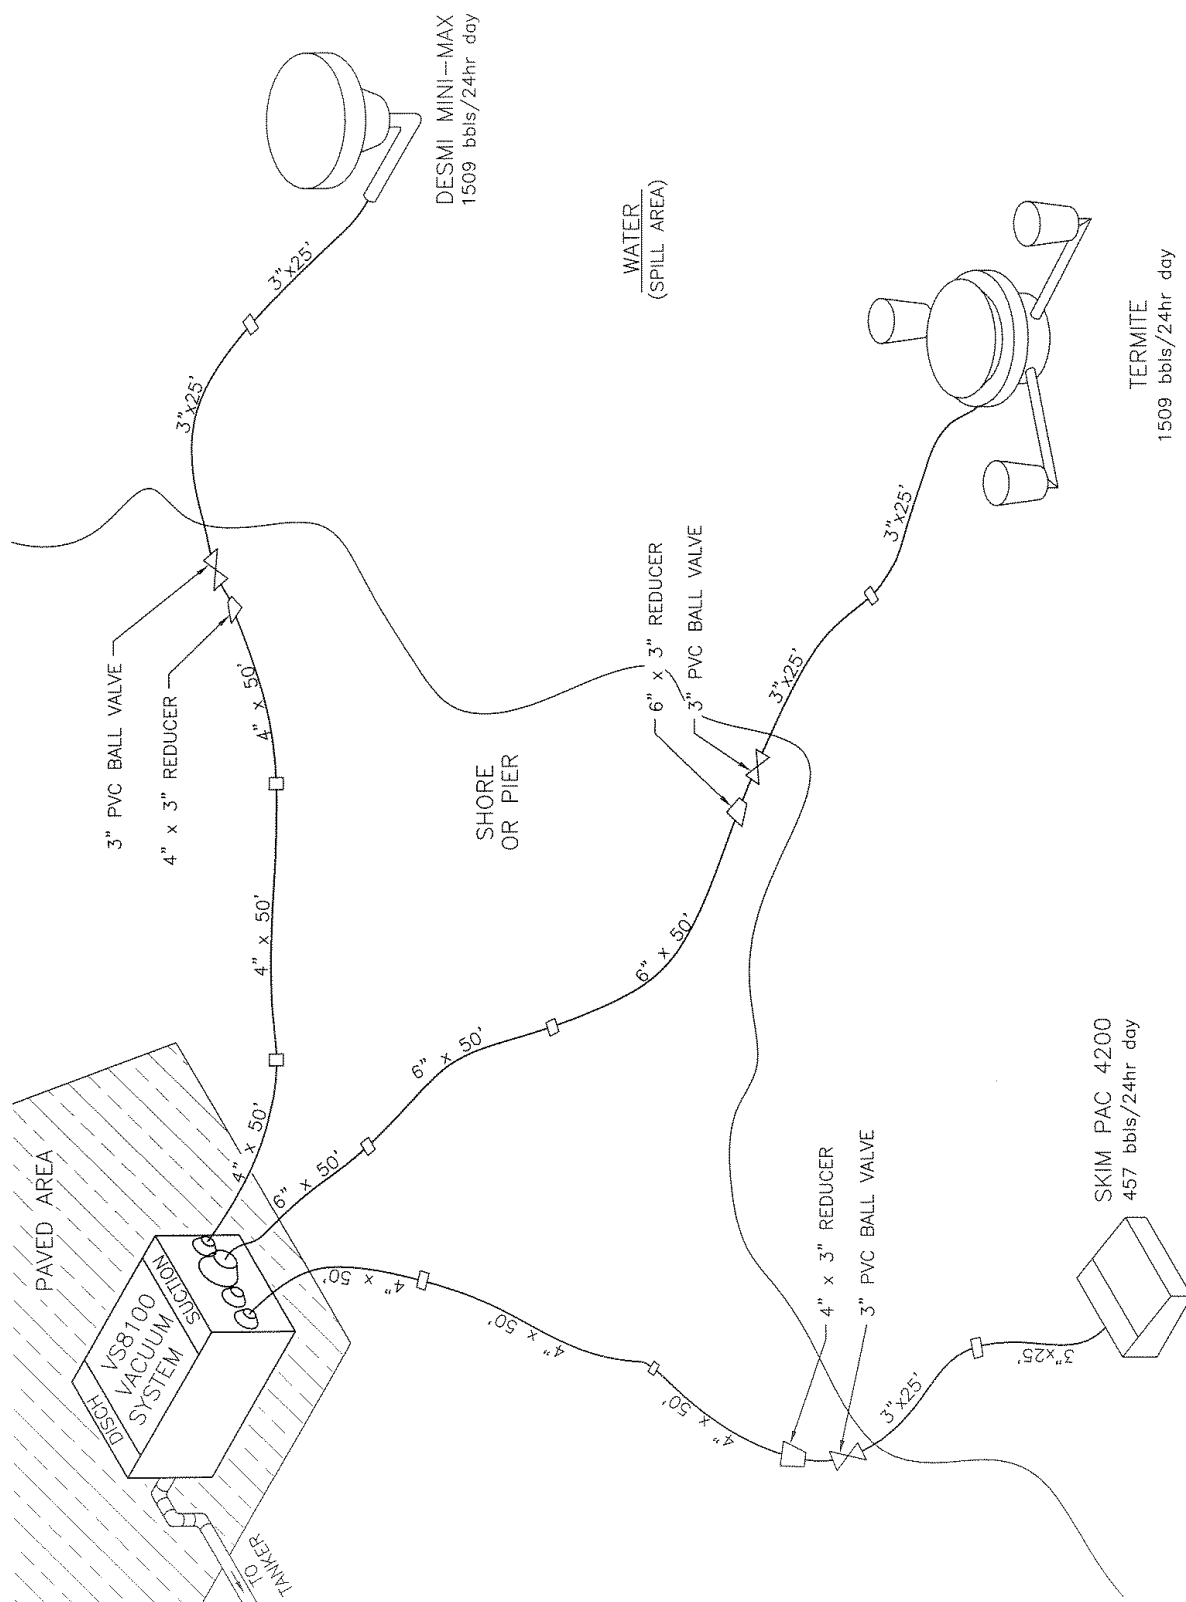 PAVED AREA
DISCH
VS8100
VACUUM
SYSTEM
SUCTION
TO
TANKER
4" x 50'
4" x 50'
4" x 50'
3" PVC BALL VALVE
4" x 3" REDUCER
3"x25'
3"x25'
DESMI MINI-MAX
1509 bbls/24hr day
SHORE
OR PIER
WATER
(SPILL AREA)
6" x 50'
6" x 50'
6" x 50'
6" x 3" REDUCER
3" PVC BALL VALVE
3"x25'
3"x25'
TERMITE
1509 bbls/24hr day
4" x 50'
4" x 50'
4" x 50'
4" x 3" REDUCER
3" PVC BALL VALVE
3"x25'
3"x25'
SKIM PAC 4200
457 bbls/24hr day